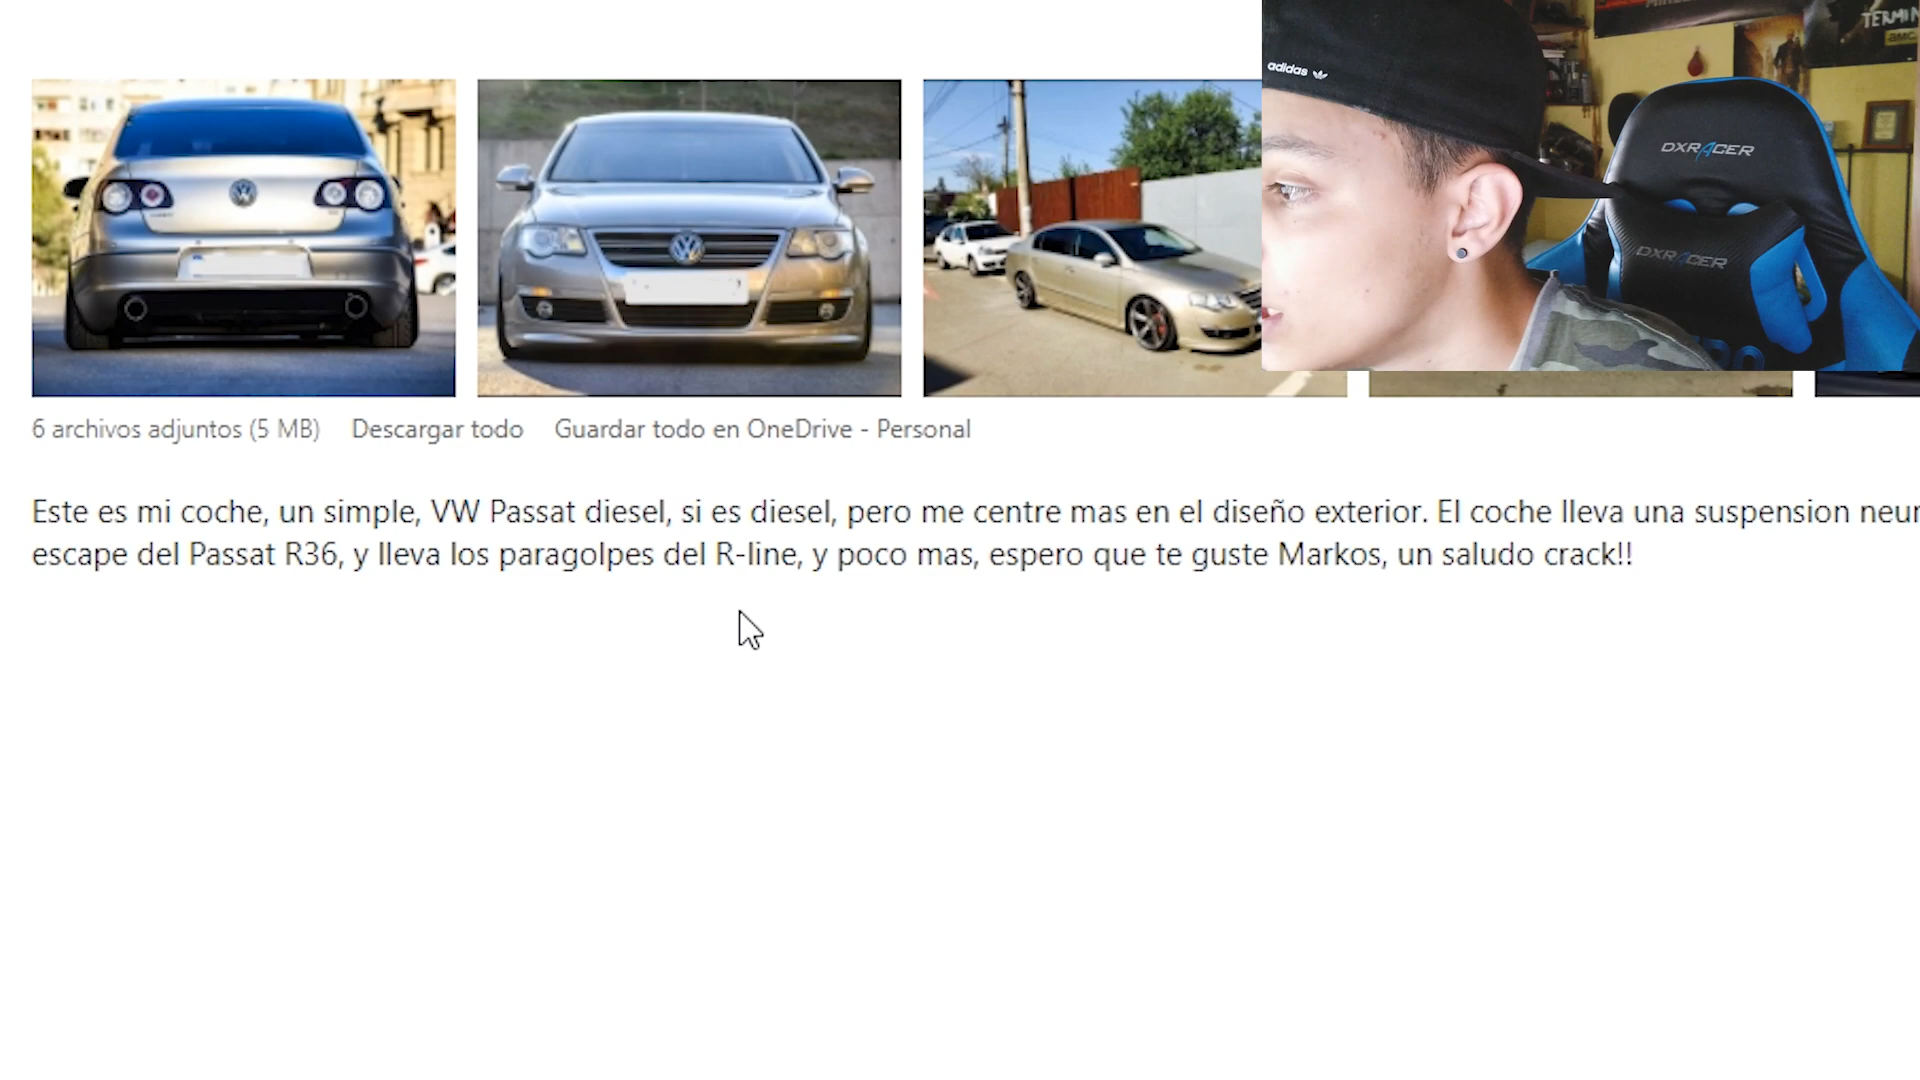 adidas
TERMIN
amc
DXRACER
DXRACER
6 archivos adjuntos (5 MB) Descargar todo Guardar todo en OneDrive - Personal
Este es mi coche, un simple, VW Passat diesel, si es diesel, pero me centre mas en el diseño exterior. El coche lleva una suspension neur
escape del Passat R36, y lleva los paragolpes del R-line, y poco mas, espero que te guste Markos, un saludo crack!!